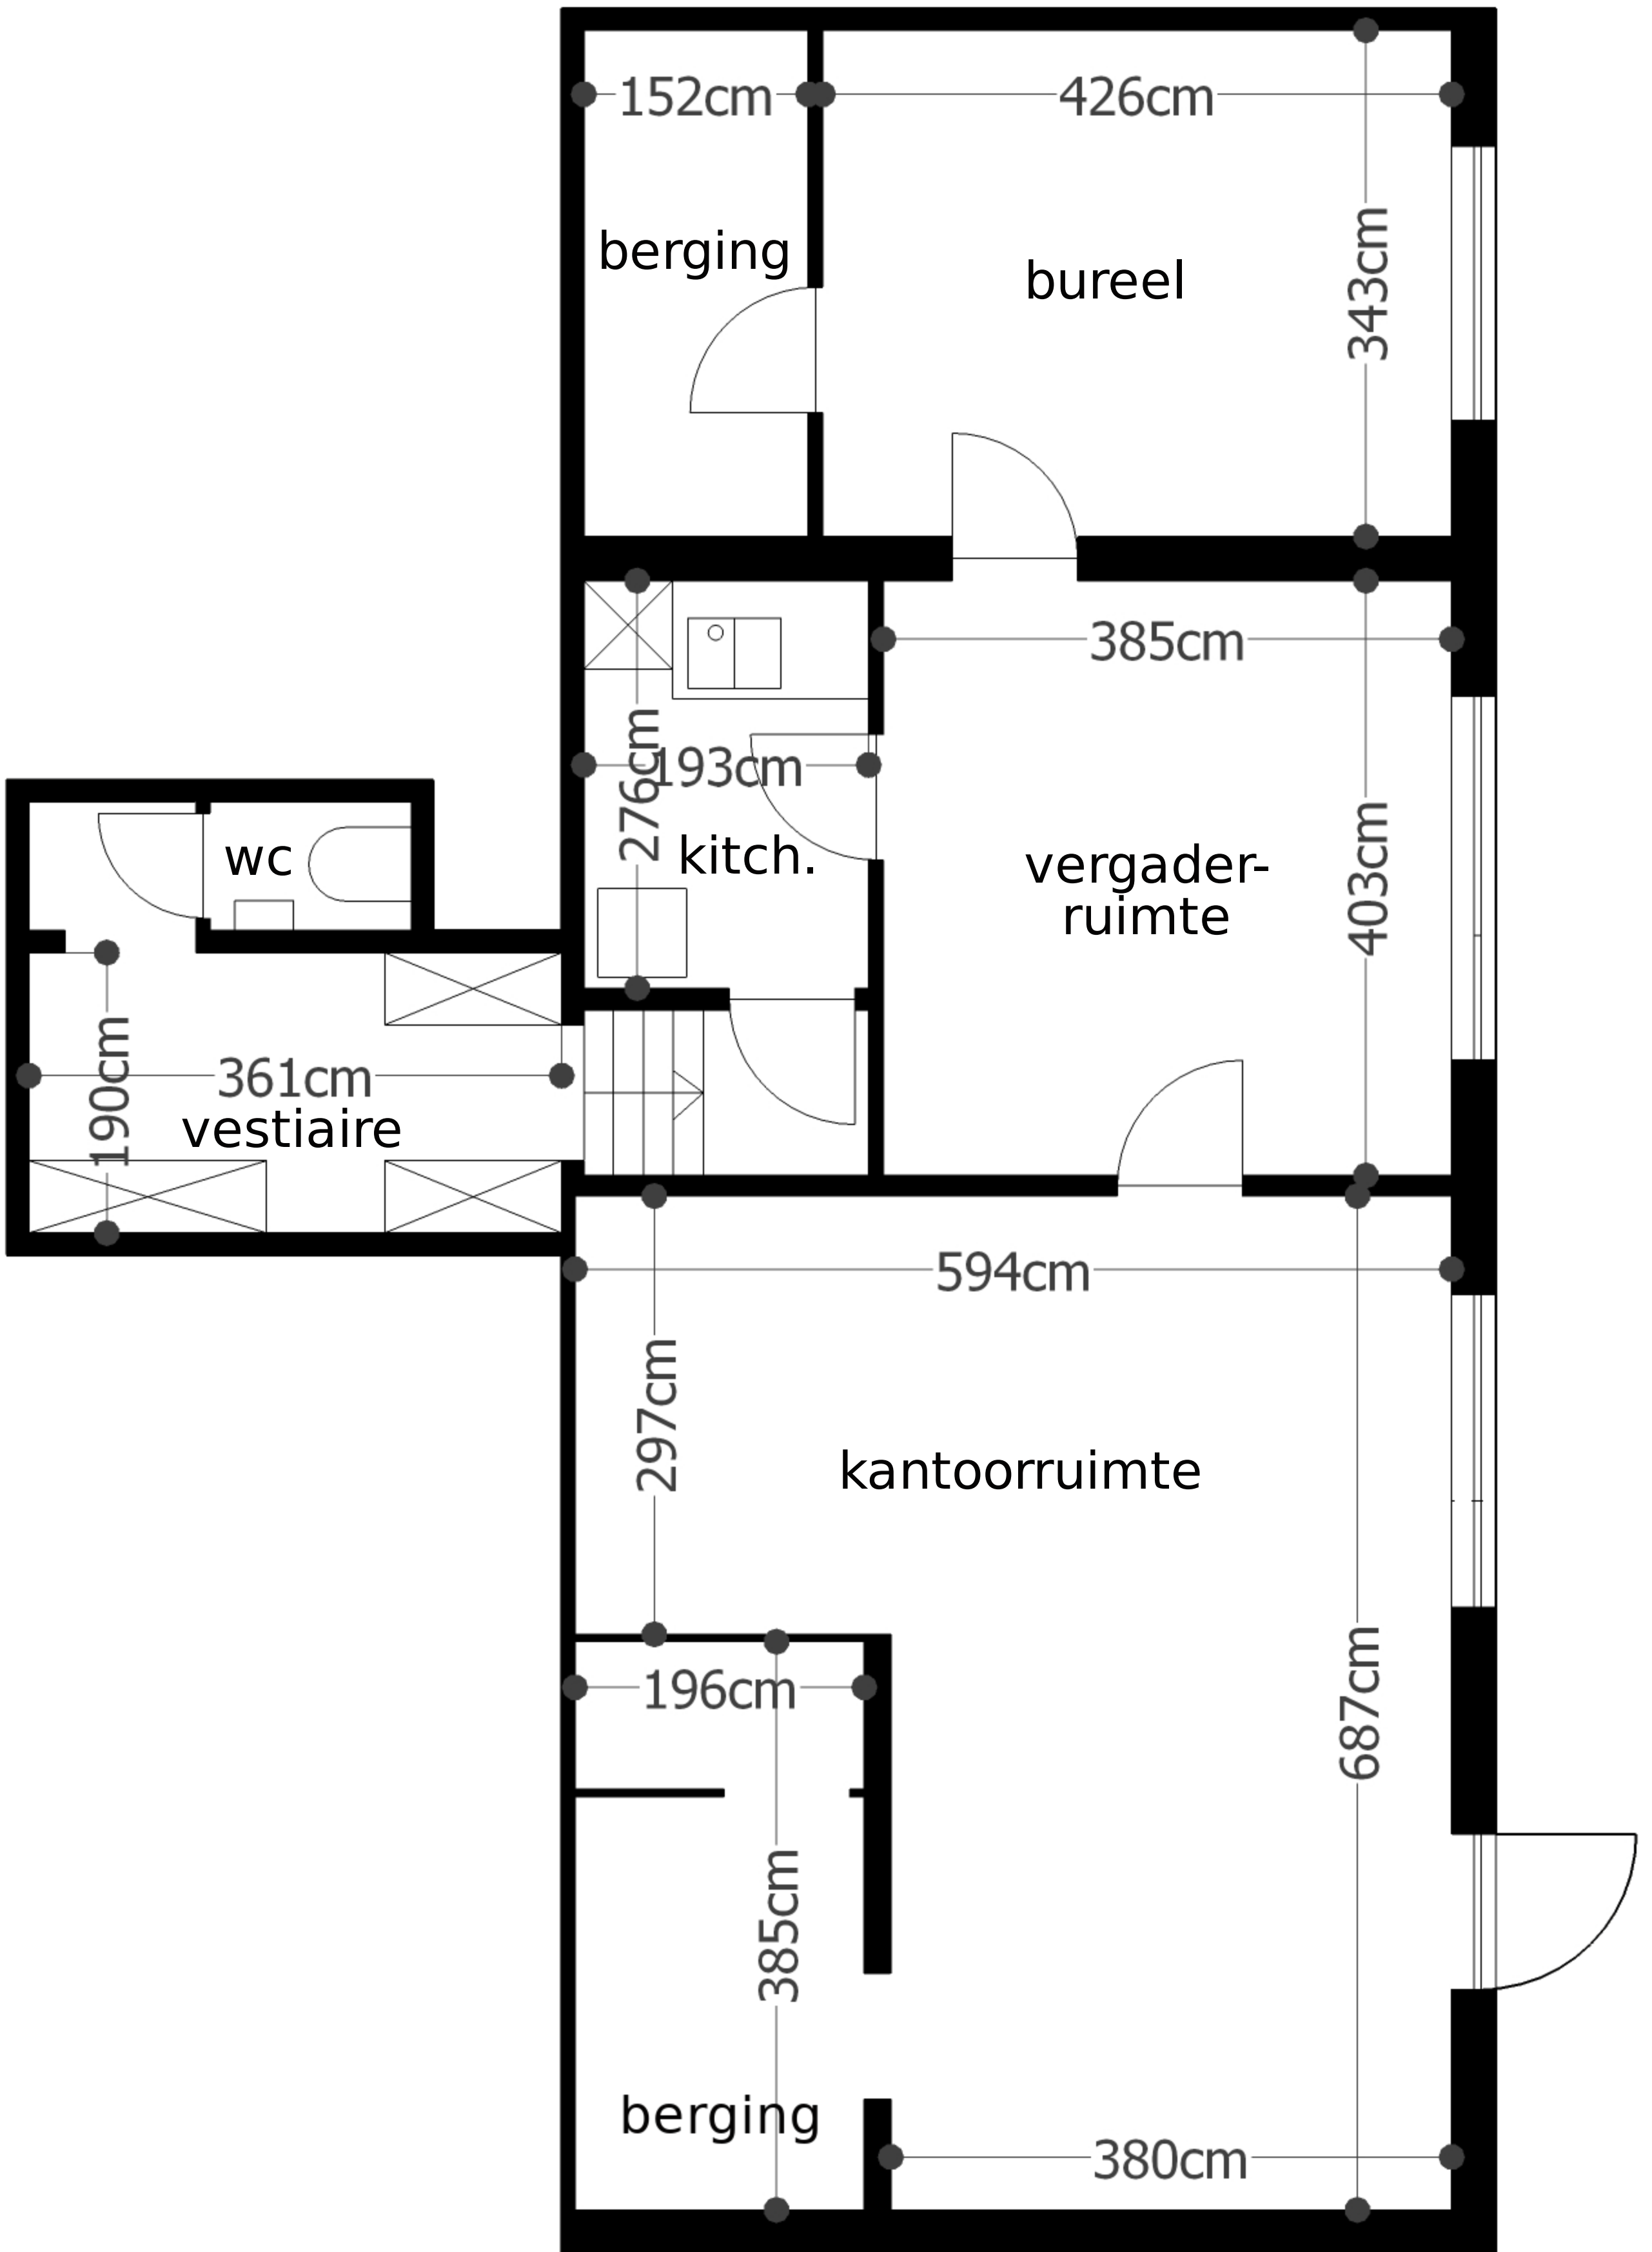 152cm
426cm
berging
bureel
343cm
385cm
193cm
276cm
kitch.
wc
vergader-
ruimte
403cm
190cm
361cm
vestiaire
594cm
297cm
kantoorruimte
687cm
196cm
385cm
berging
380cm